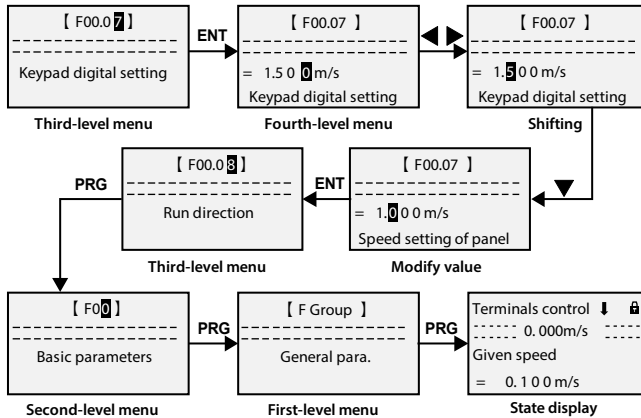 【 F00.07 】
Keypad digital setting
Third-level menu
ENT
【 F00.07 】
= 1.5 0 0 m/s
Keypad digital setting
Fourth-level menu
【 F00.07 】
= 1.5 0 0 m/s
Keypad digital setting
Shifting
PRG
【 F00.08 】
Run direction
Third-level menu
ENT
【 F00.07 】
= 1.0 0 0 m/s
Speed setting of panel
Modify value
【 F00 】
Basic parameters
Second-level menu
PRG
【 F Group 】
General para.
First-level menu
PRG
Terminals control
0. 000m/s
Given speed
= 0. 1 0 0 m/s
State display